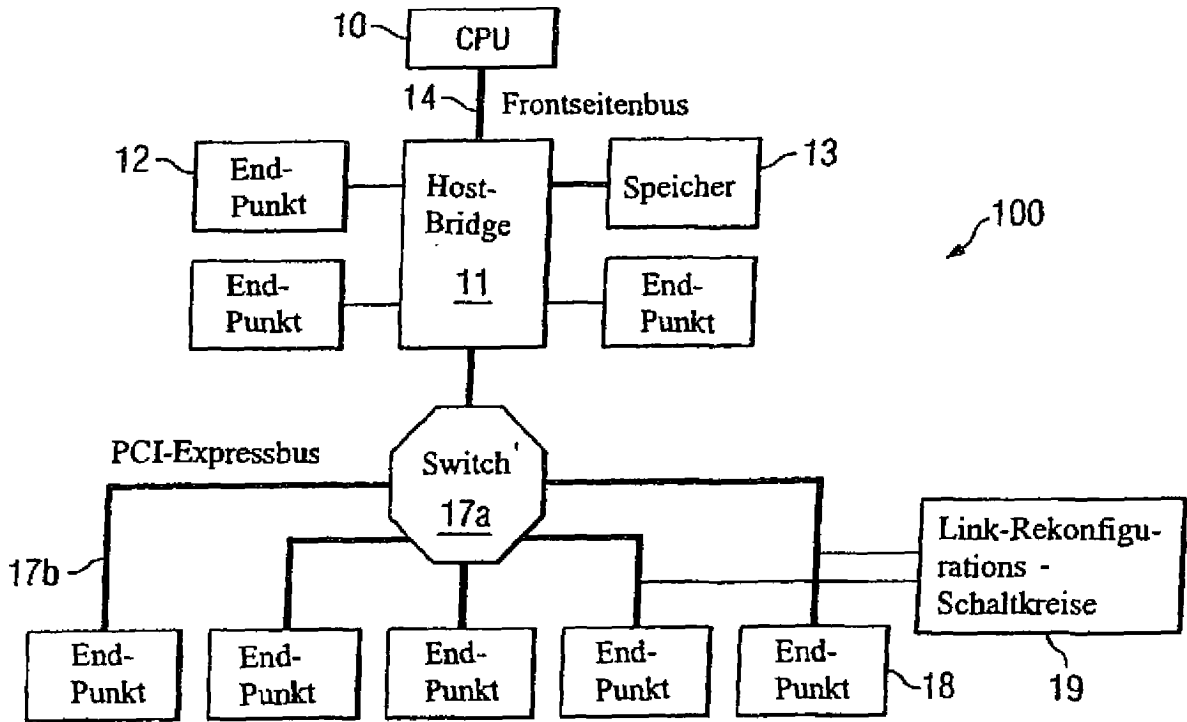 10
CPU
14
Frontseitenbus
12
End-
Punkt
Host-
Bridge
11
Speicher
13
100
End-
Punkt
End-
Punkt
PCI-Expressbus
Switch
17a
17b
Link-Rekonfigu-
rations -
Schaltkreise
19
End-
Punkt
End-
Punkt
End-
Punkt
End-
Punkt
End-
Punkt
18